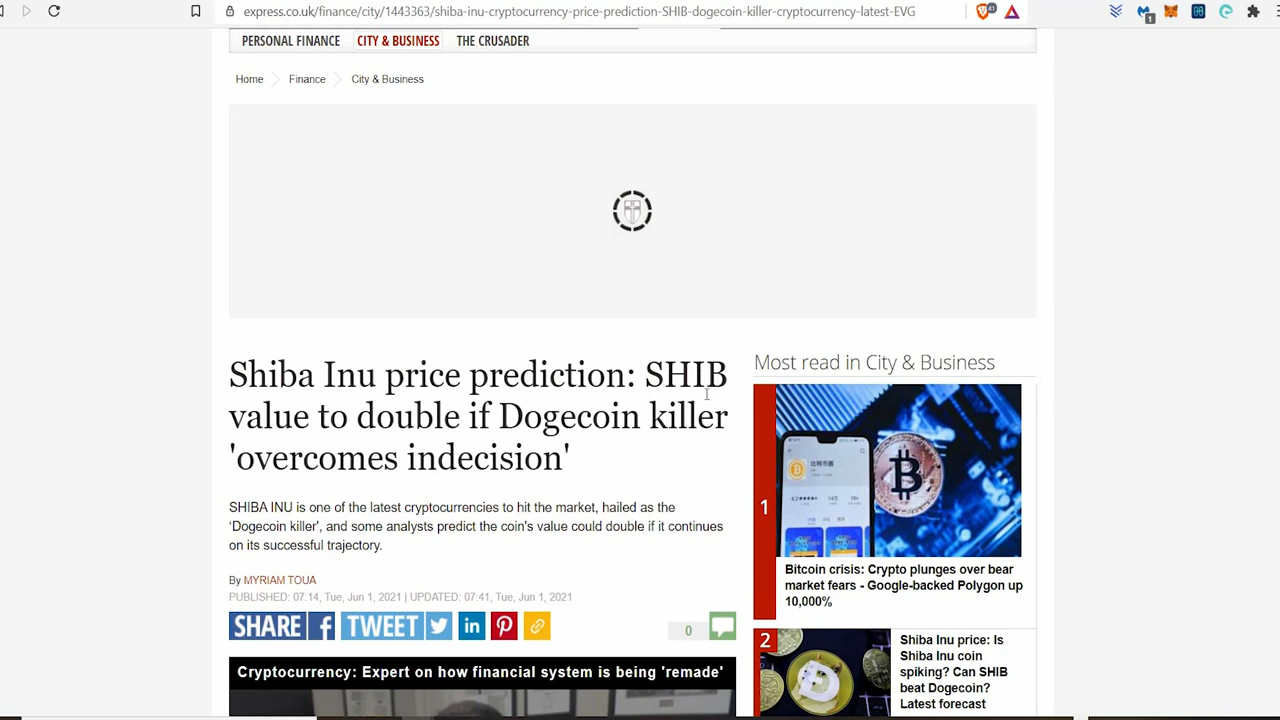 express.co.uk/finance/city/1443363/shiba-inu-cryptocurrency-price-prediction-SHIB-dogecoin-killer-cryptocurrency-latest-EVG
PERSONAL FINANCE CITY & BUSINESS THE CRUSADER
Home Finance City & Business
Shiba Inu price prediction: SHIB
value to double if Dogecoin killer
'overcomes indecision'
SHIBA INU is one of the latest cryptocurrencies to hit the market, hailed as the
‘Dogecoin killer’, and some analysts predict the coin's value could double if it continues
on its successful trajectory.
By MYRIAM TOUA
PUBLISHED: 07:14, Tue, Jun 1, 2021 | UPDATED: 07:41, Tue, Jun 1, 2021
SHARE f TWEET in
0
Cryptocurrency: Expert on how financial system is being 'remade'
Most read in City & Business
1
Bitcoin crisis: Crypto plunges over bear
market fears - Google-backed Polygon up
10,000%
2
Shiba Inu price: Is
Shiba Inu coin
spiking? Can SHIB
beat Dogecoin?
Latest forecast